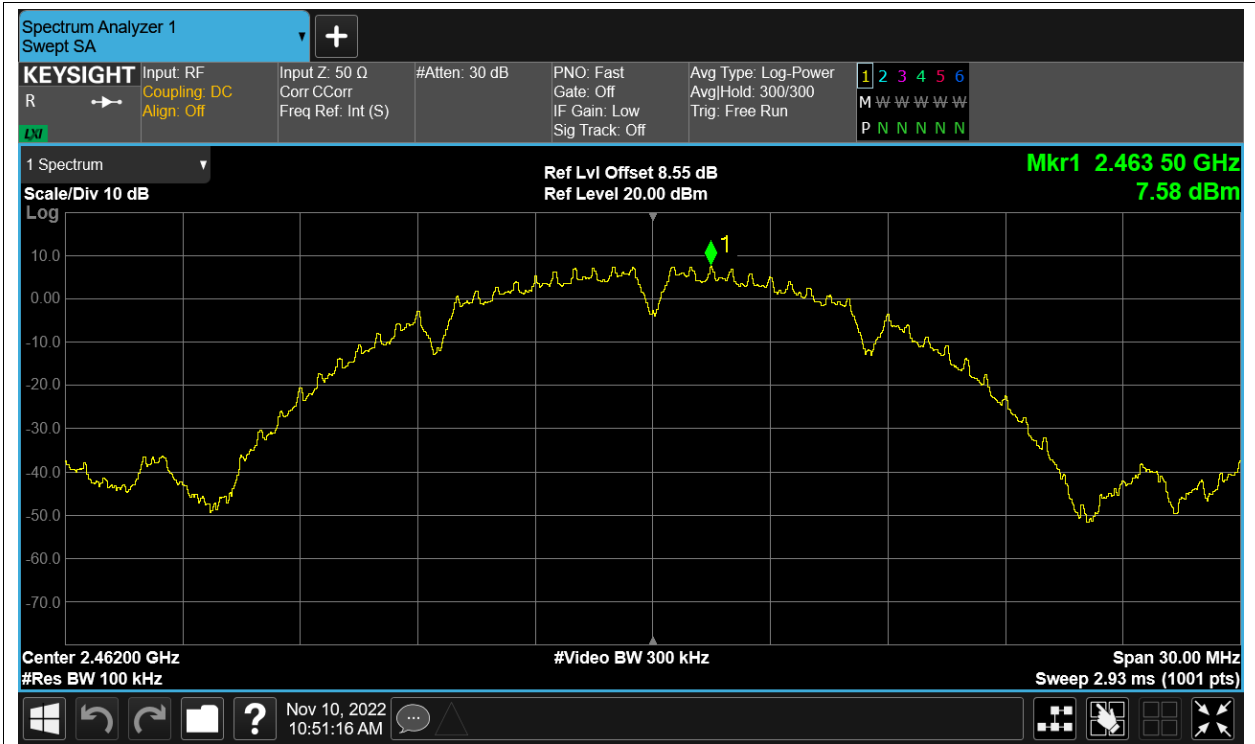 Spectrum Analyzer 1
Swept SA
+
KEYSIGHT
R
LXI
Input: RF
Coupling: DC
Align: Off
Input Z: 50 Ω
Corr CCorr
Freq Ref: Int (S)
#Atten: 30 dB
PNO: Fast
Gate: Off
IF Gain: Low
Sig Track: Off
Avg Type: Log-Power
Avg|Hold: 300/300
Trig: Free Run
1 2 3 4 5 6
M W W W W W W
P N N N N N
1 Spectrum
Scale/Div 10 dB
Log
Ref Lvl Offset 8.55 dB
Ref Level 20.00 dBm
Mkr1 2.463 50 GHz
7.58 dBm
1
10.0
0.00
-10.0
-20.0
-30.0
-40.0
-50.0
-60.0
-70.0
Center 2.46200 GHz
#Video BW 300 kHz
Span 30.00 MHz
#Res BW 100 kHz
Sweep 2.93 ms (1001 pts)
?
Nov 10, 2022
10:51:16 AM